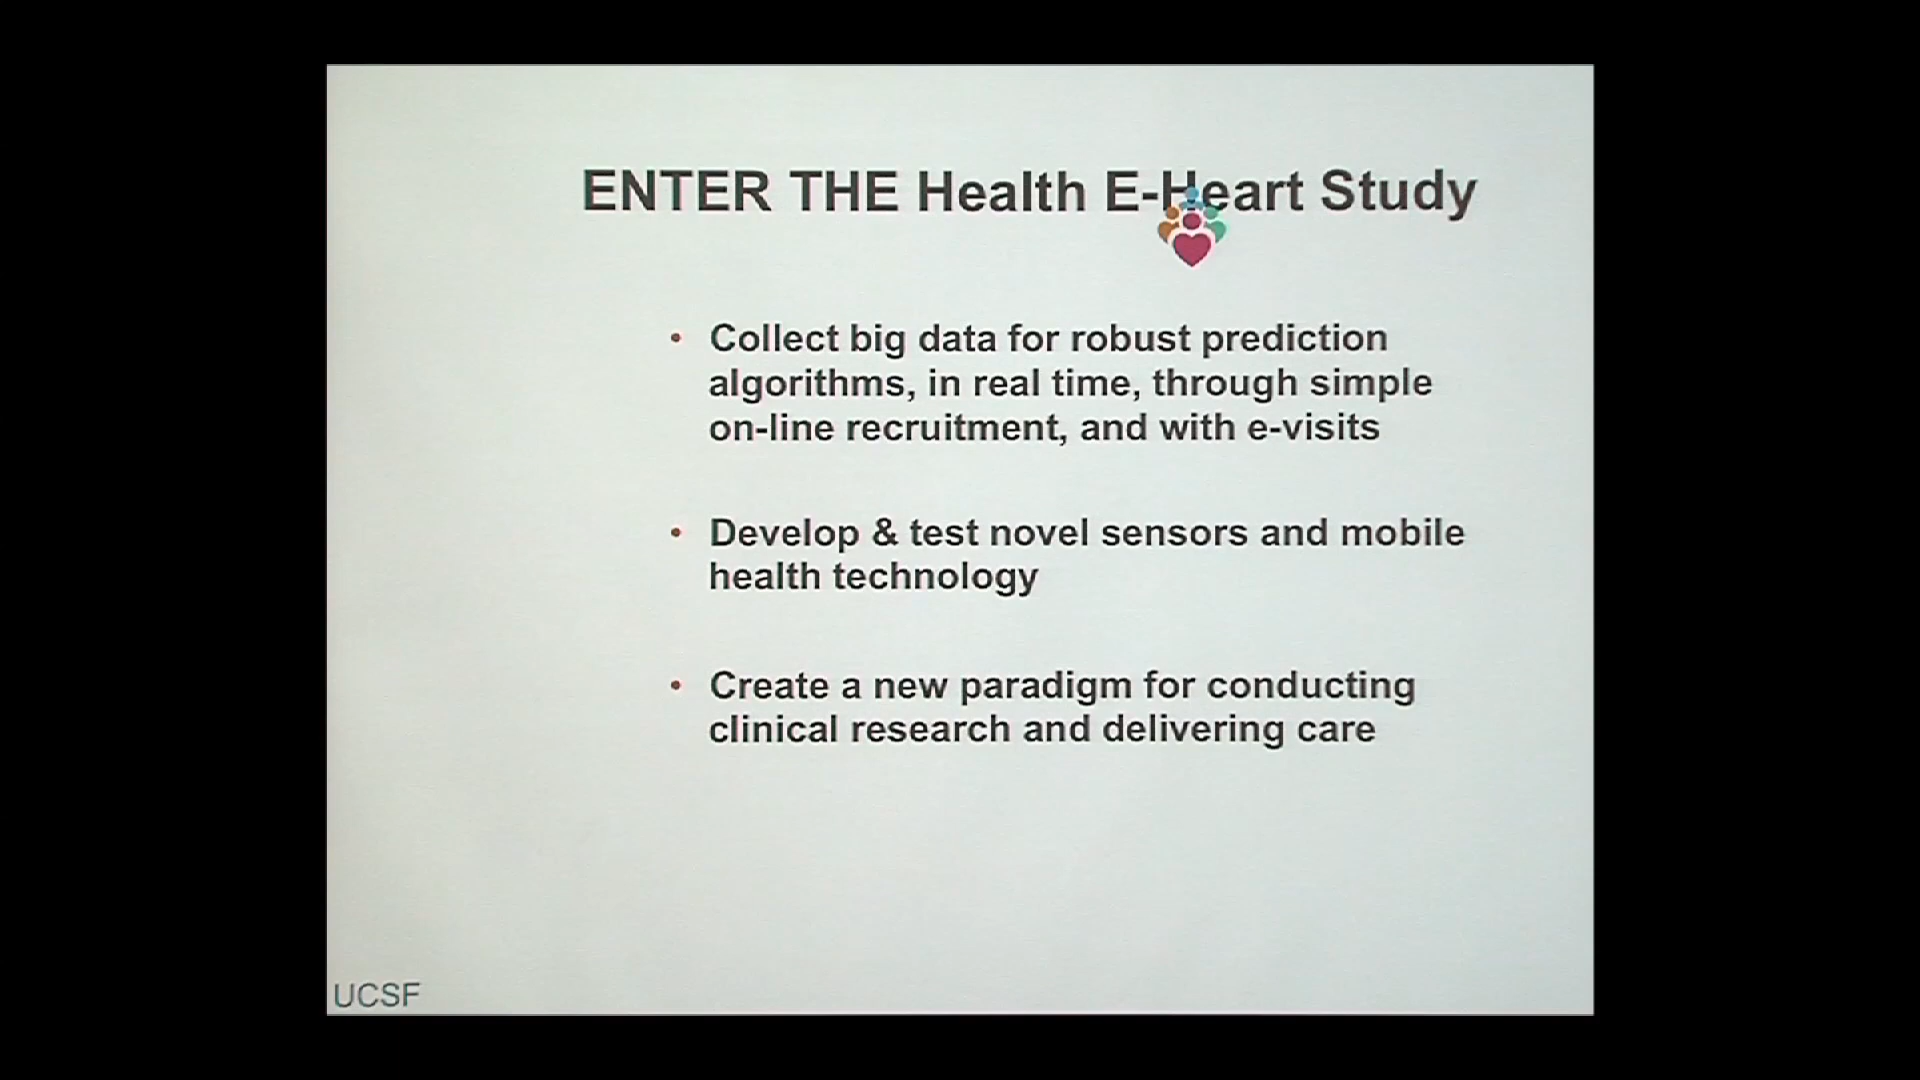 ENTER THE Health E-Heart Study
• Collect big data for robust prediction
algorithms, in real time, through simple
on-line recruitment, and with e-visits
• Develop & test novel sensors and mobile
health technology
• Create a new paradigm for conducting
clinical research and delivering care
UCSF